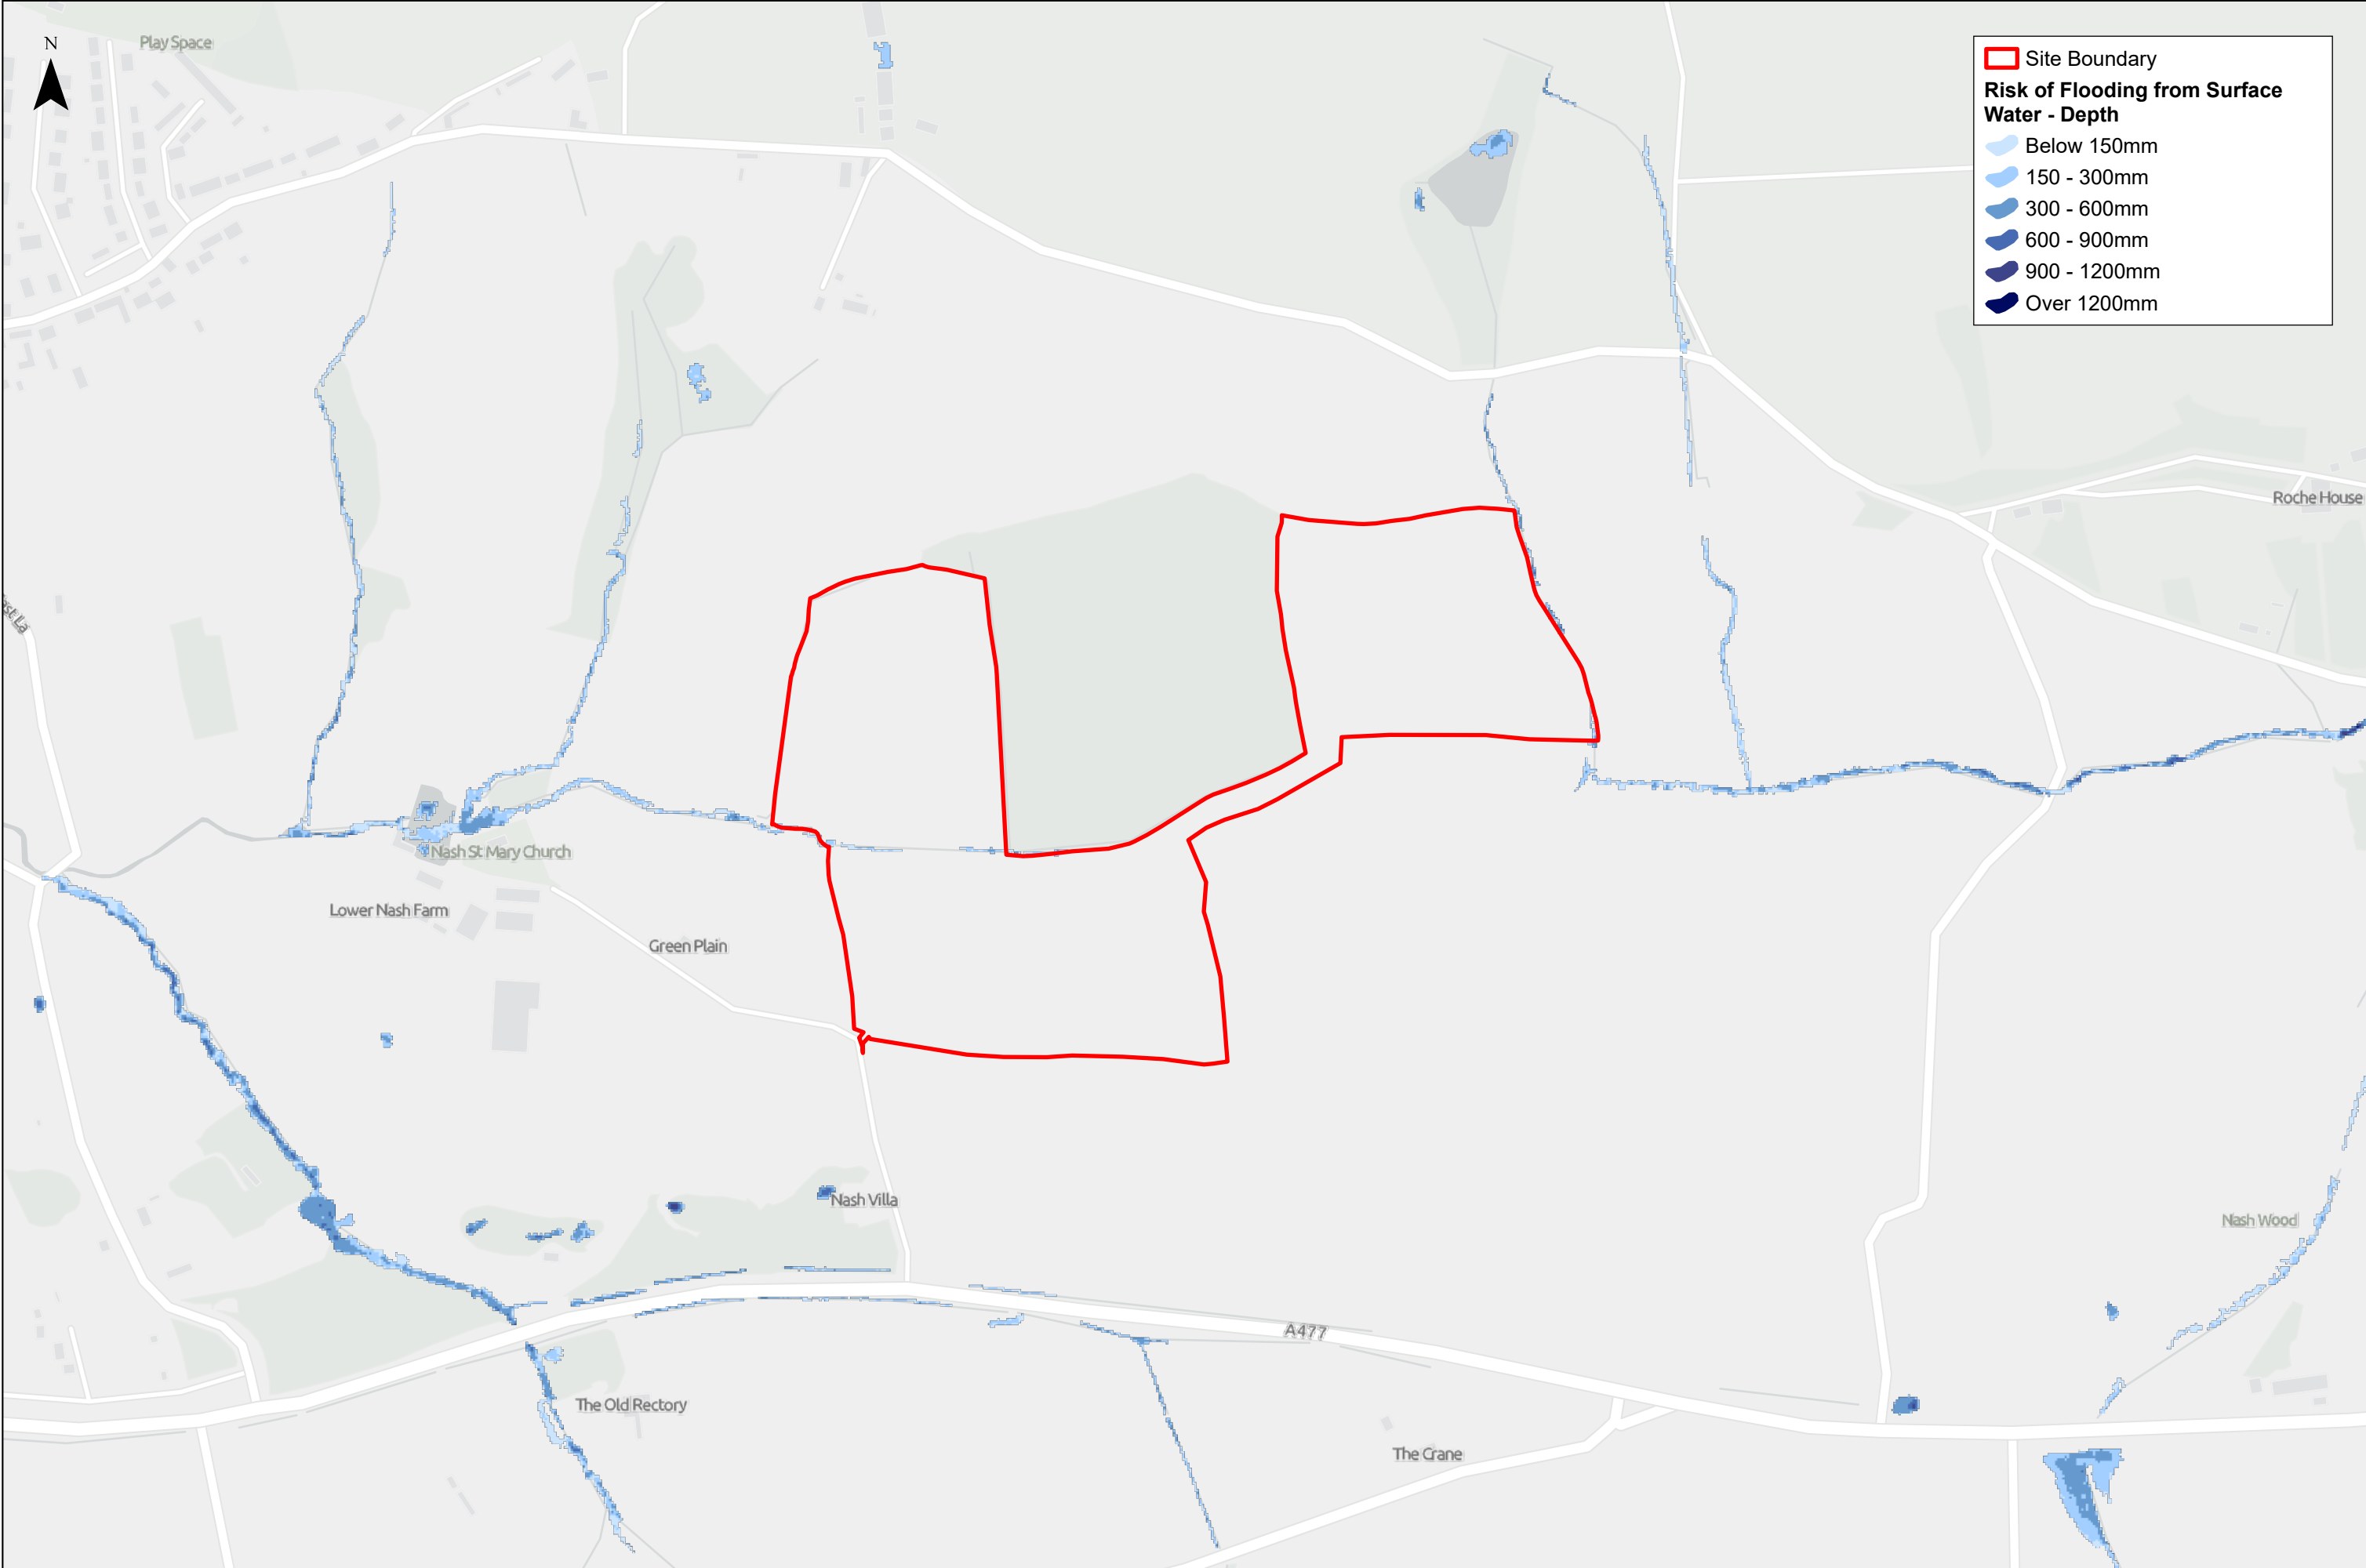 N
Play Space
Site Boundary
Risk of Flooding from Surface
Water - Depth
Below 150mm
150 - 300mm
300 - 600mm
600 - 900mm
900 - 1200mm
Over 1200mm
Roche House
Nash St Mary Church
Lower Nash Farm
Green Plain
Nash Villa
Nash Wood
A477
The Old Rectory
The Crane